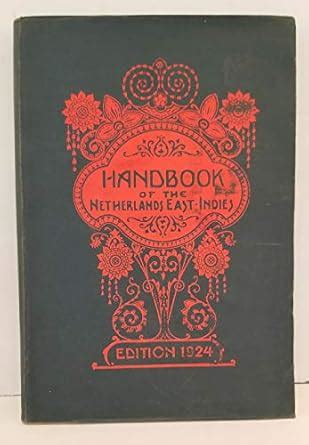 HANDBOOK
OF THE
NETHERLANDS EAST-INDIES
EDITION 1924